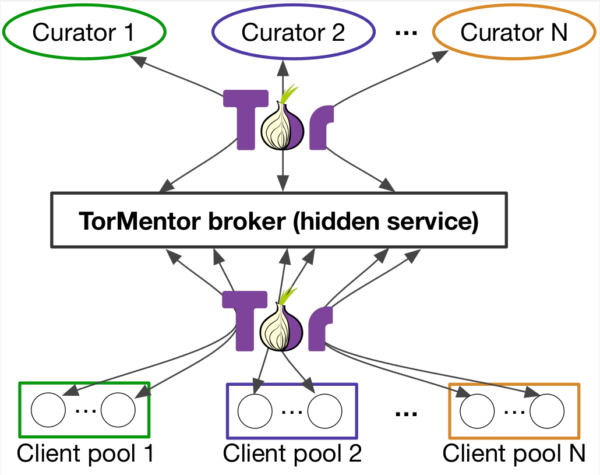 Curator 1
Curator 2
...
Curator N
Tor
TorMentor broker (hidden service)
Tor
...
...
...
...
Client pool 1
Client pool 2
Client pool N